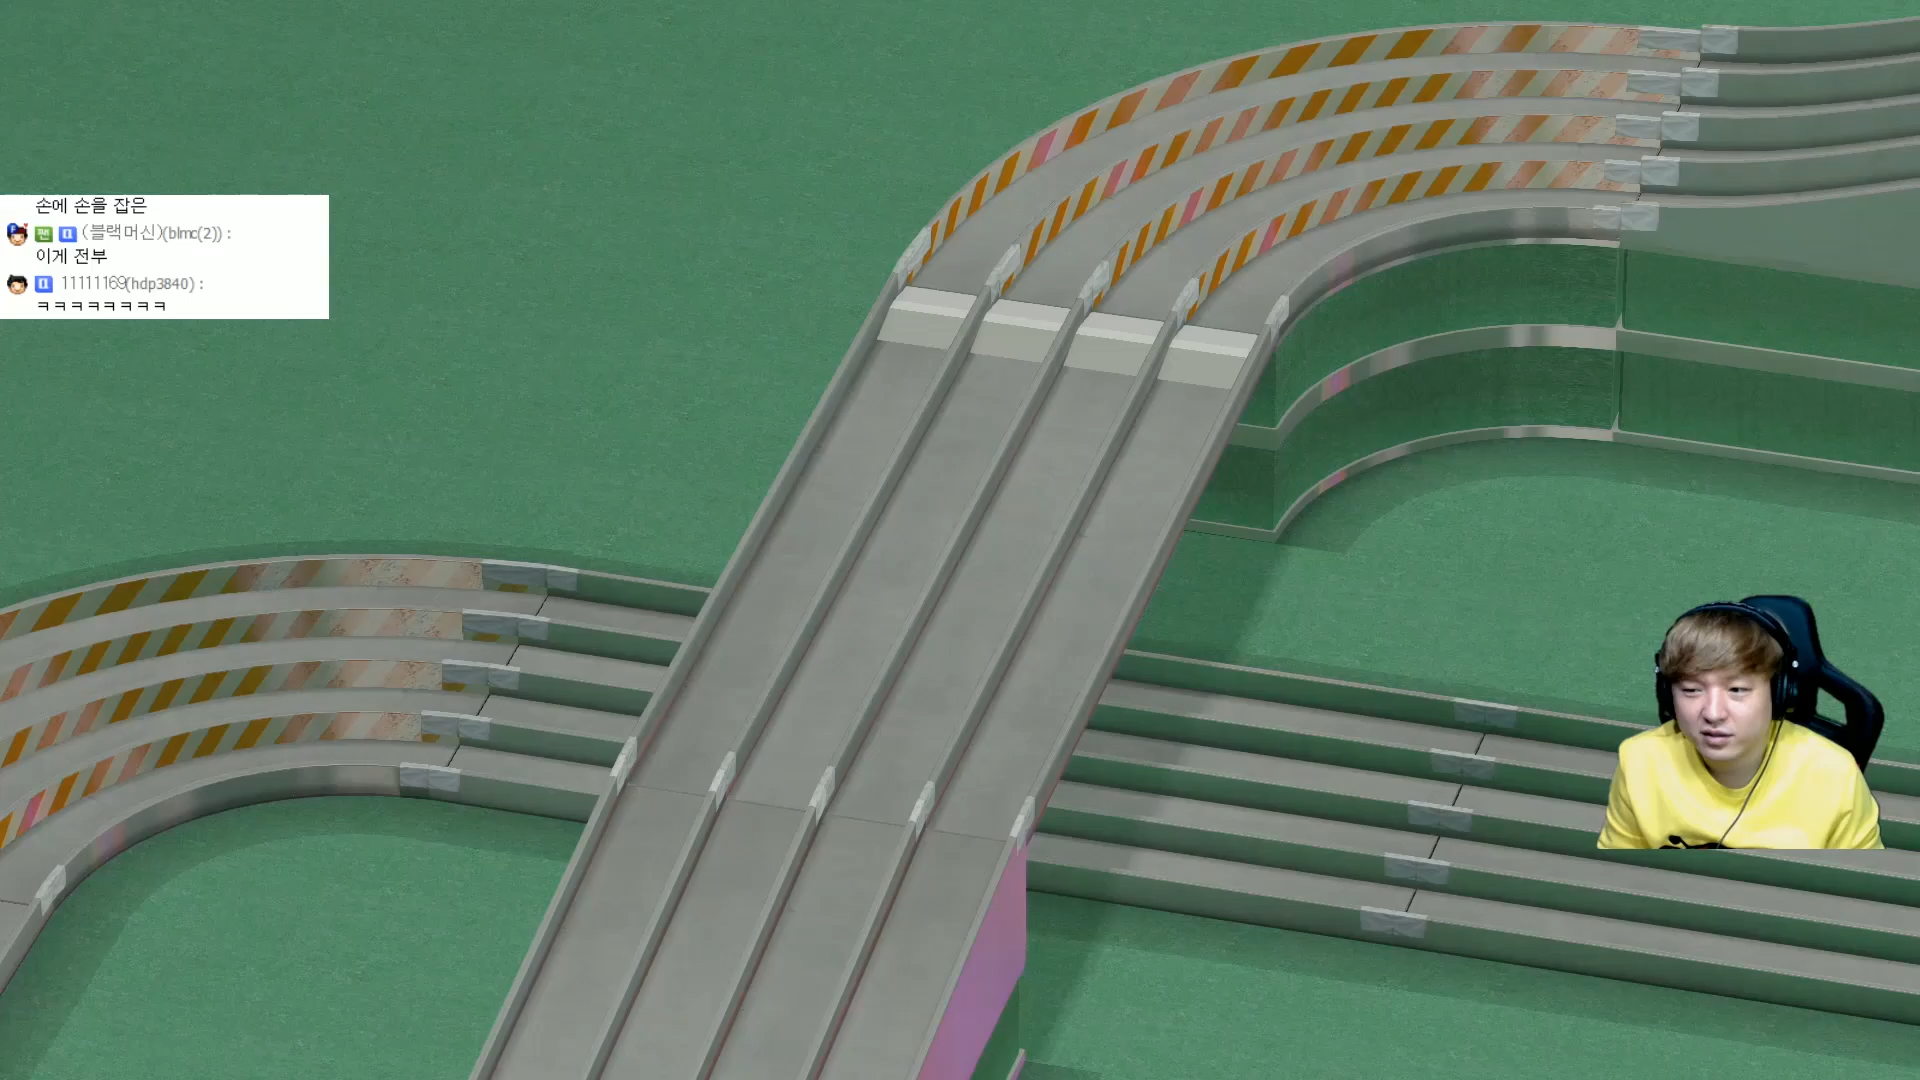 손에 손을 잡은
팬 (블랙머신)(blmc(2)) :
이게 전부
11111169(hdp3840) :
ㅋㅋㅋㅋㅋㅋㅋㅋ